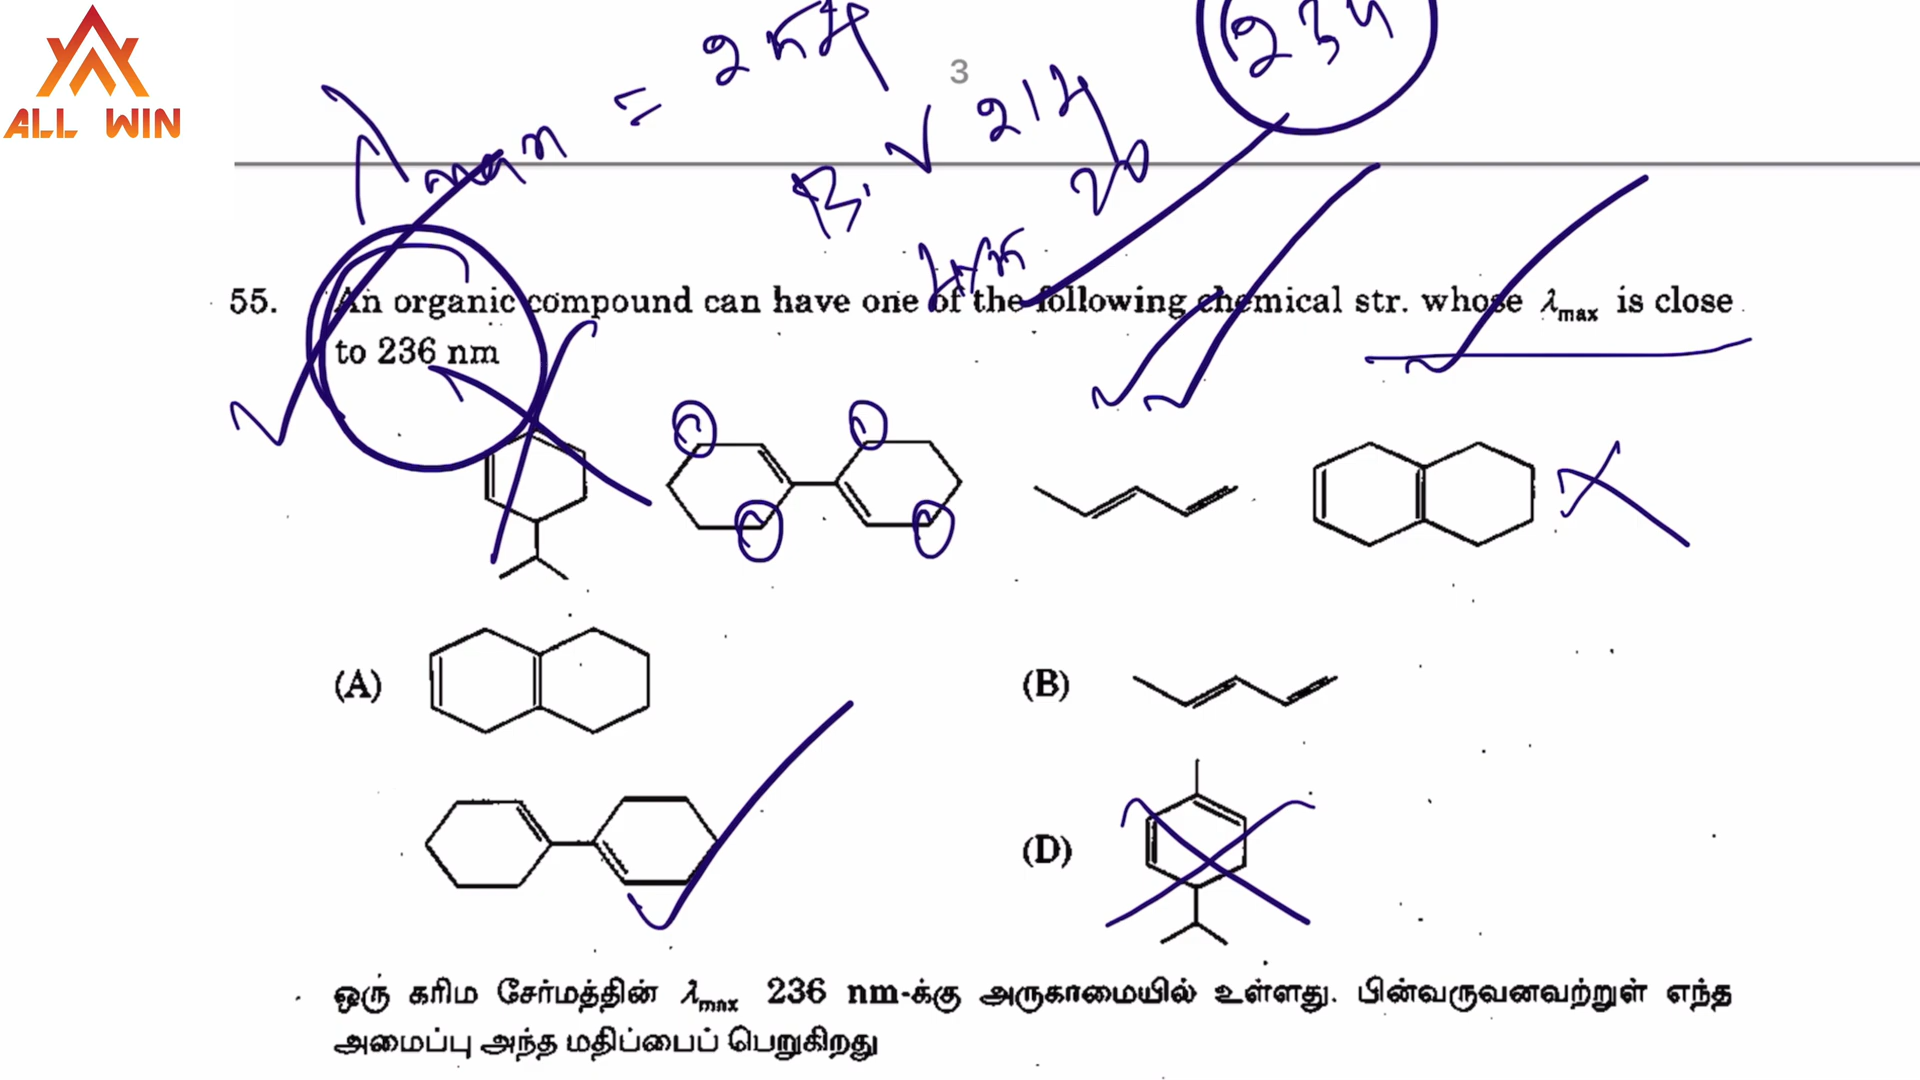 ALL WIN
3
= 254
234
B. 214
20
55. An organic compound can have one of the following chemical str. whose λmax is close
to 236 nm
(A)
(B)
(D)
ஒரு கரிம சேர்மத்தின் λmax 236 nm-க்கு அருகாமையில் உள்ளது. பின்வருவனவற்றுள் எந்த
அமைப்பு அந்த மதிப்பைப் பெறுகிறது